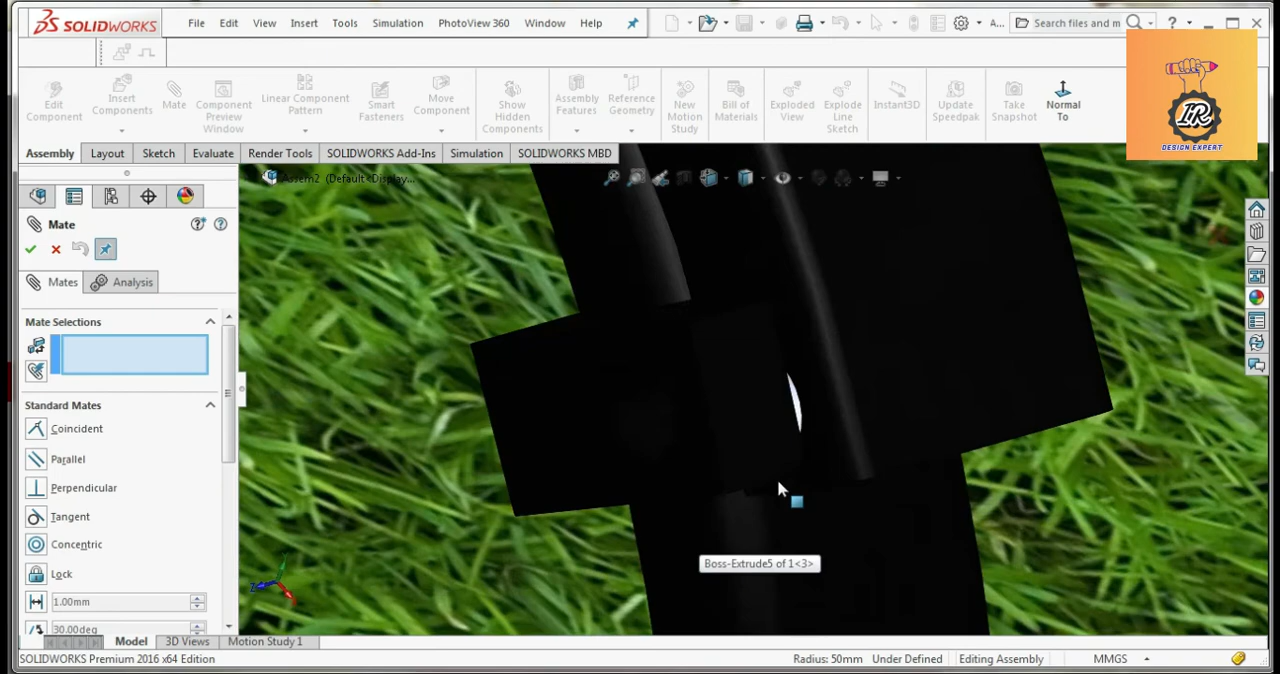 SOLIDWORKS File Edit View Insert Tools Simulation PhotoView 360 Window Help A... Search files and m ?
Edit Component
Insert Components
Mate
Component Preview Window
Linear Component Pattern
Smart Fasteners
Move Component
Show Hidden Components
Assembly Features
Reference Geometry
New Motion Study
Bill of Materials
Exploded View
Explode Line Sketch
Instant3D
Update Speedpak
Take Snapshot
Normal To
IR
DESIGN EXPERT
Assembly Layout Sketch Evaluate Render Tools SOLIDWORKS Add-Ins Simulation SOLIDWORKS MBD
Assem2 (Default<Display...
Mate
Mates Analysis
Mate Selections
Standard Mates
Coincident
Parallel
Perpendicular
Tangent
Concentric
Lock
1.00mm
30.00deg
Boss-Extrude5 of 1<3>
Z
Model 3D Views Motion Study 1
SOLIDWORKS Premium 2016 x64 Edition Radius: 50mm Under Defined Editing Assembly MMGS